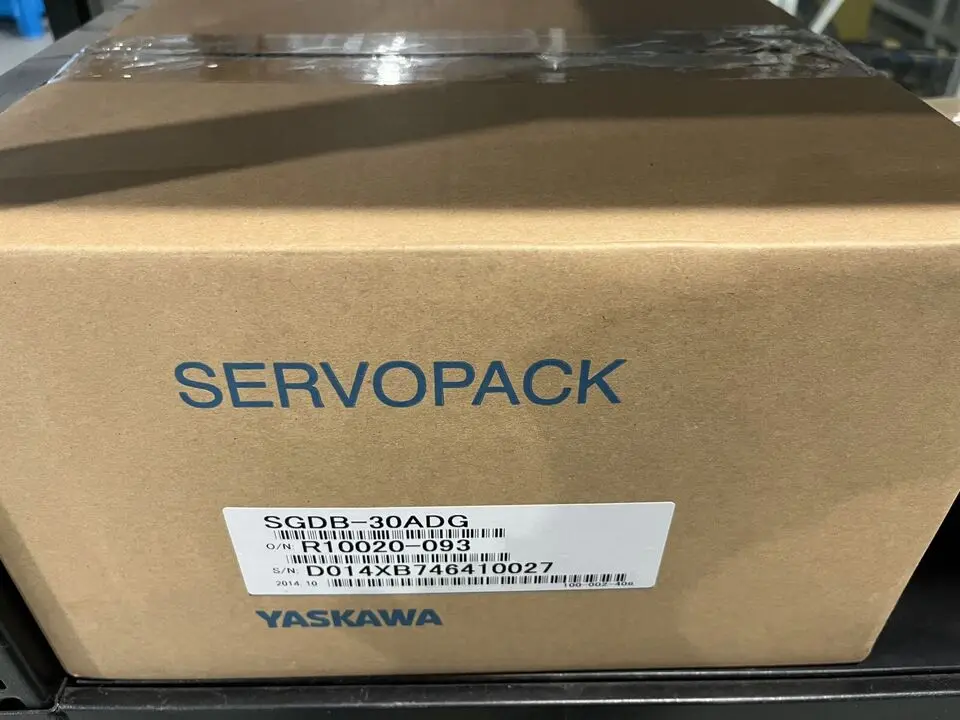 SERVOPACK
SGDB-30ADG
O/N: R10020-093
S/N: D014XB746410027
2014.10
YASKAWA